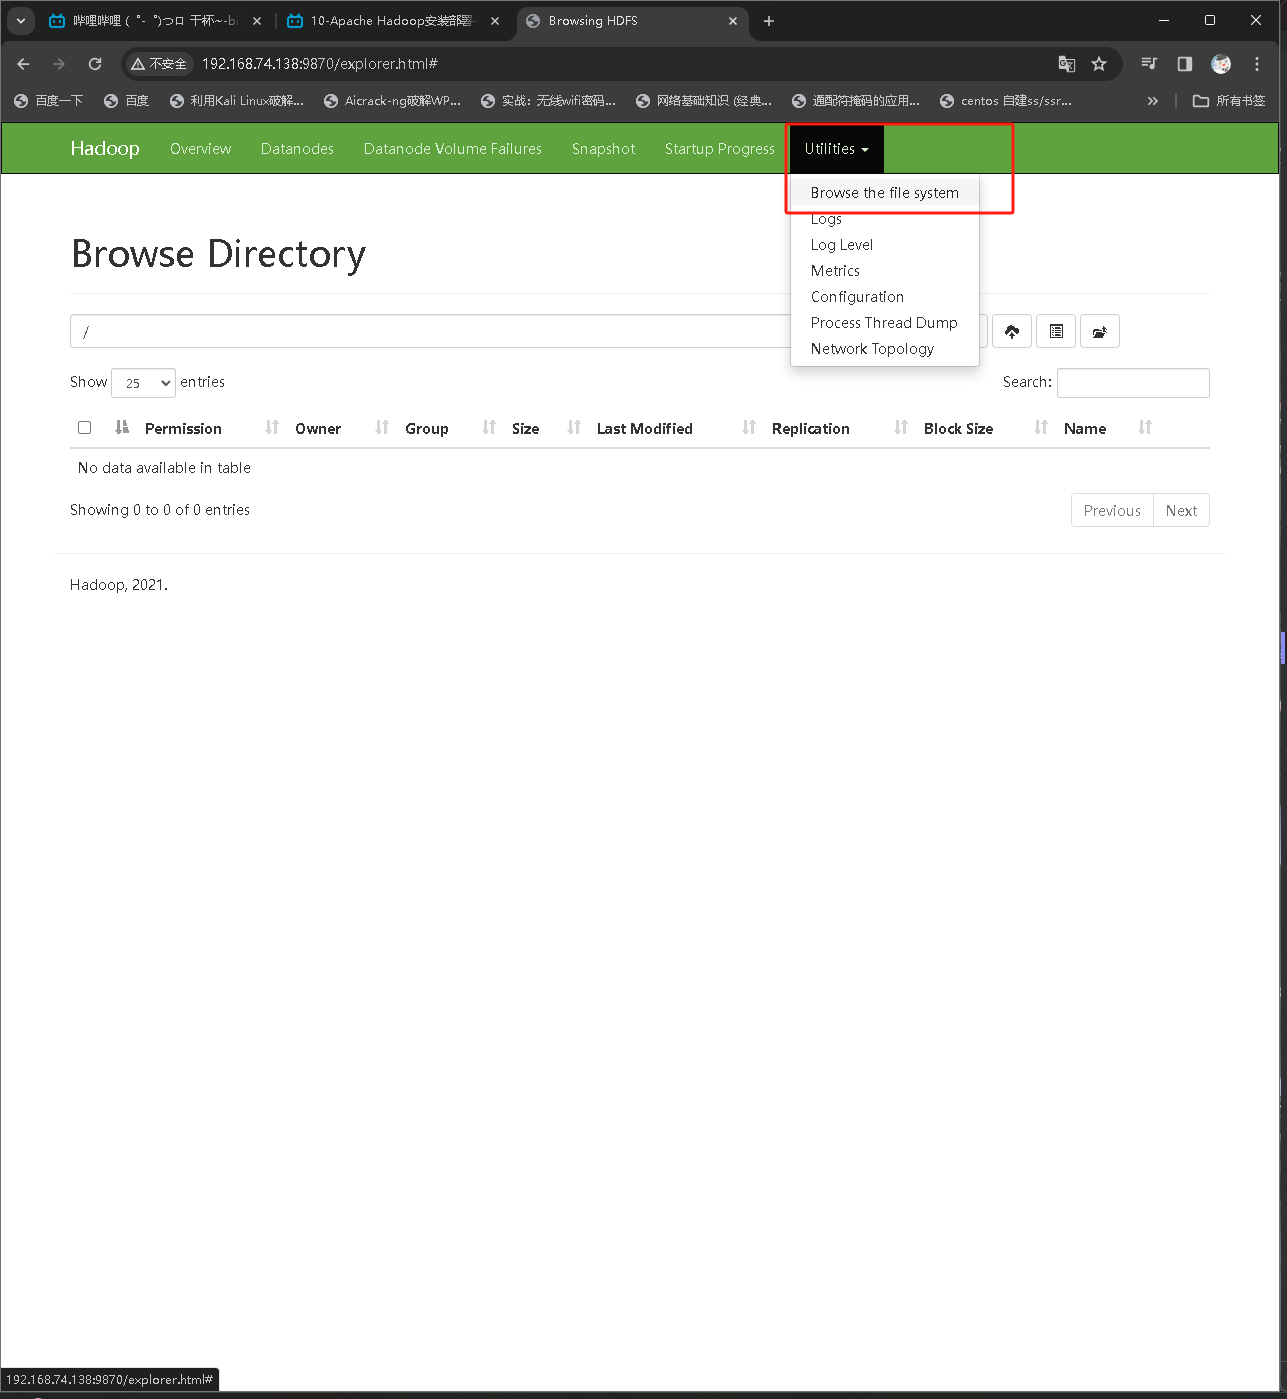 哔哩哔哩 (゜-゜)つロ 干杯~-bi
10-Apache Hadoop安装部署-
Browsing HDFS
不安全
192.168.74.138:9870/explorer.html#
百度一下
百度
利用Kali Linux破解...
Aicrack-ng破解WP...
实战：无线wifi密码...
网络基础知识 (经典...
通配符掩码的应用...
centos 自建ss/ssr...
所有书签
Hadoop
Overview
Datanodes
Datanode Volume Failures
Snapshot
Startup Progress
Utilities
Browse the file system
Logs
Log Level
Metrics
Configuration
Process Thread Dump
Network Topology
Browse Directory
/
Show 25 entries
Search:
Permission Owner Group Size Last Modified Replication Block Size Name
No data available in table
Showing 0 to 0 of 0 entries
Previous Next
Hadoop, 2021.
192.168.74.138:9870/explorer.html#